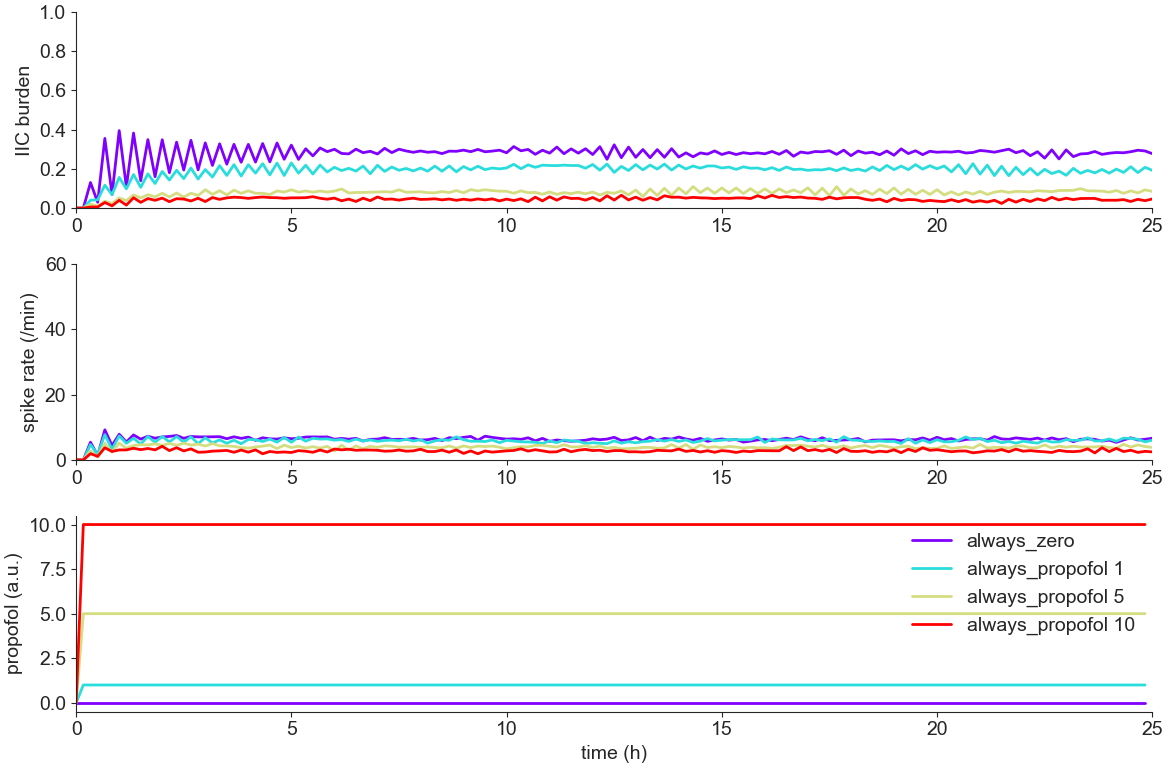 1.0
0.8
0.6
0.4
0.2
0.0
IIC burden
0 5 10 15 20 25
60
40
20
0
spike rate (/min)
0 5 10 15 20 25
10.0
7.5
5.0
2.5
0.0
propofol (a.u.)
always_zero
always_propofol 1
always_propofol 5
always_propofol 10
0 5 10 15 20 25
time (h)